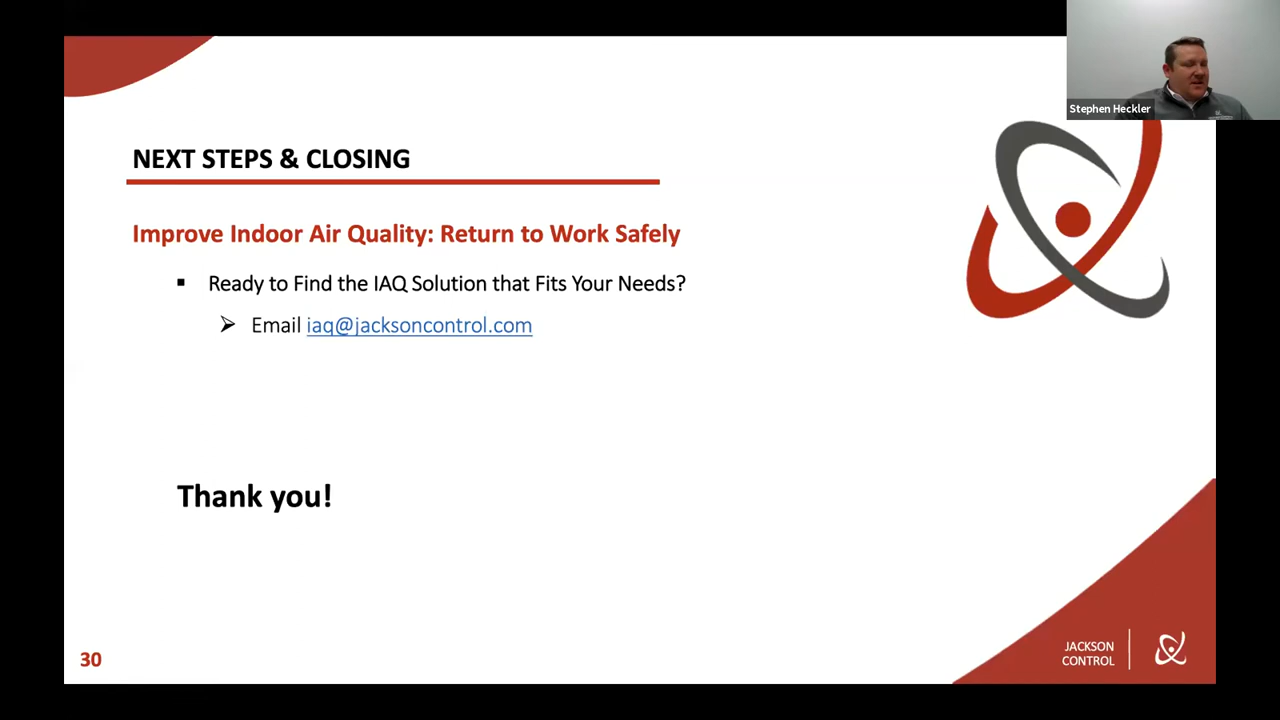 Stephen Heckler
NEXT STEPS & CLOSING
Improve Indoor Air Quality: Return to Work Safely
▪ Ready to Find the IAQ Solution that Fits Your Needs?
➢ Email iaq@jacksoncontrol.com
Thank you!
30
JACKSON
CONTROL